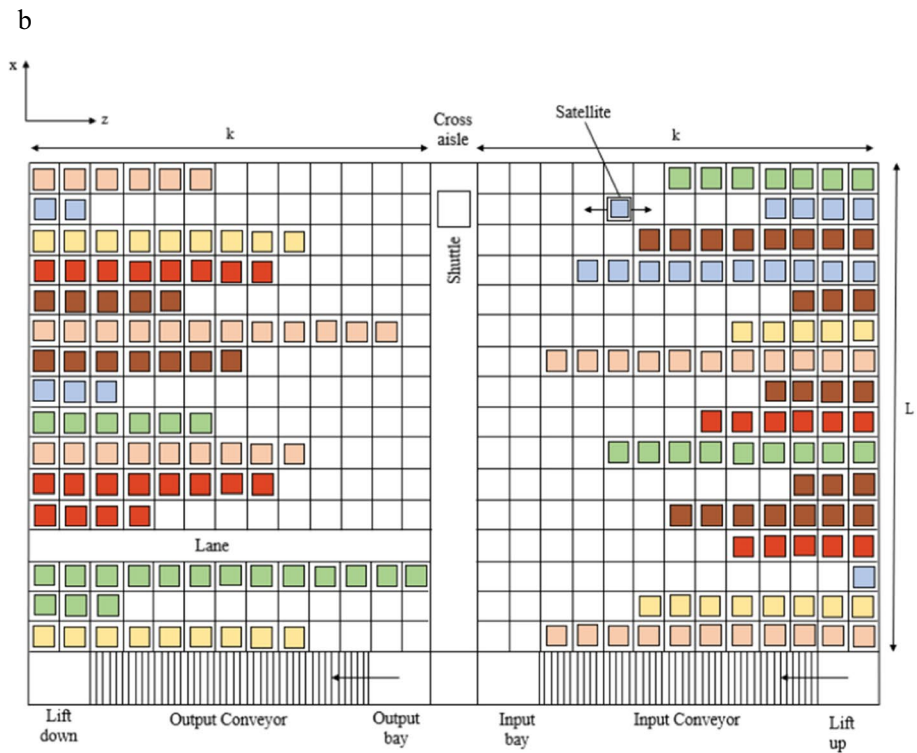 b
x
z
k
Cross
aisle
Satellite
k
Shuttle
L
Lane
Lift
down
Output Conveyor
Output
bay
Input
bay
Input Conveyor
Lift
up